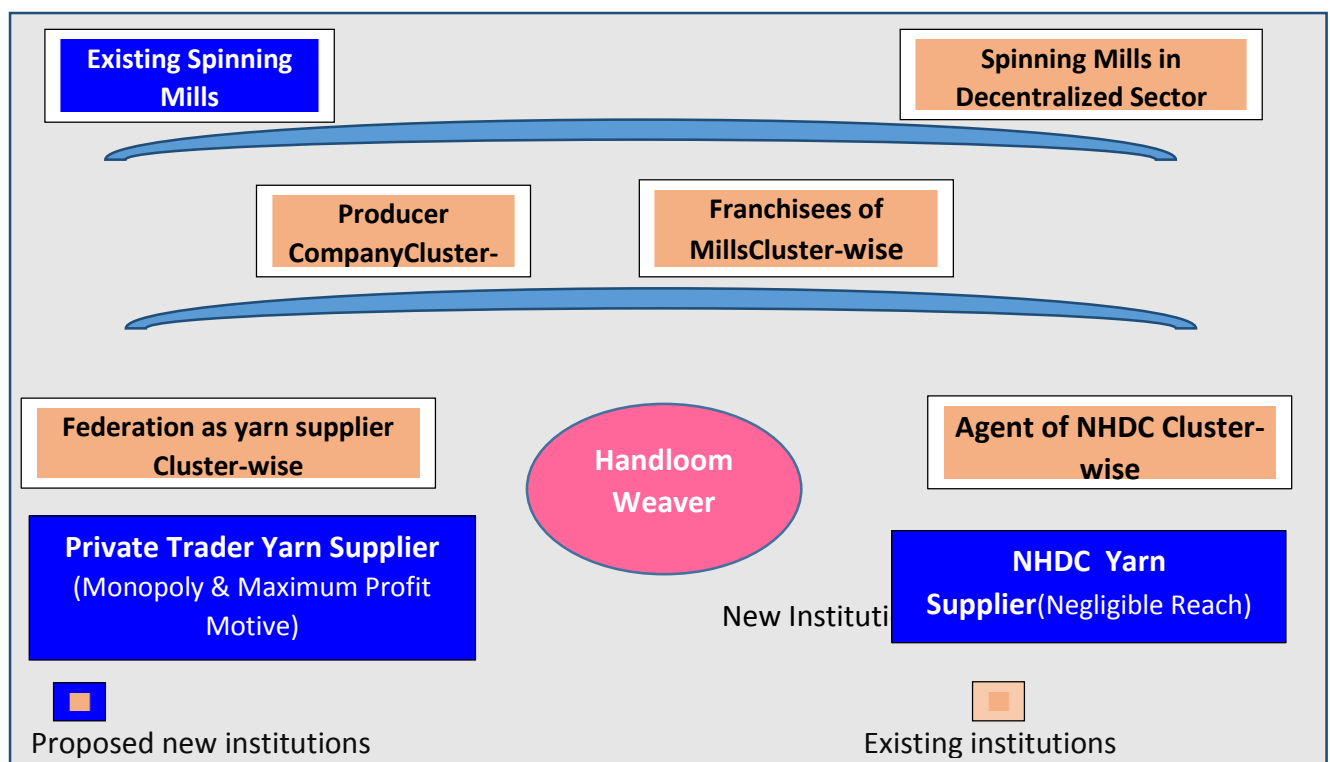 Existing Spinning
Mills
Spinning Mills in
Decentralized Sector
Producer
CompanyCluster-
Franchisees of
MillsCluster-wise
Federation as yarn supplier
Cluster-wise
Handloom
Weaver
Agent of NHDC Cluster-
wise
Private Trader Yarn Supplier
(Monopoly & Maximum Profit
Motive)
NHDC Yarn
Supplier(Negligible Reach)
New
Proposed new institutions
Existing institutions